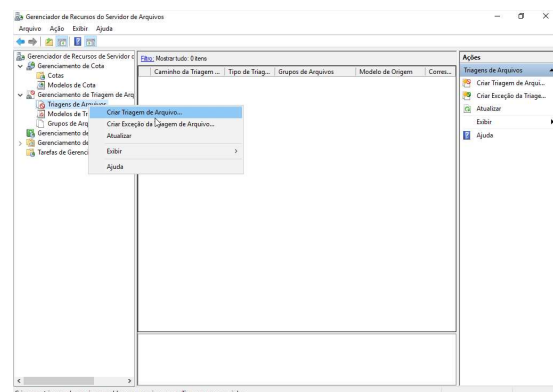 Gerenciador de Recursos do Servidor de Arquivos
Arquivo Ação Exibir Ajuda
Gerenciador de Recursos do Servidor d
Gerenciamento de Cota
Cotas
Modelos de Cota
Gerenciamento de Triagem de Arq
Triagens de Arquivos
Modelos de Tr
Grupos de Arq
Gerenciamento de
Gerenciamento de
Tarefas de Gerenci
Filtro: Mostrar tudo: 0 itens
Caminho da Triagem ... Tipo de Triag... Grupos de Arquivos Modelo de Origem Corres...
Criar Triagem de Arquivo...
Criar Exceção da Triagem de Arquivo...
Atualizar
Exibir
Ajuda
Ações
Triagens de Arquivos
Criar Triagem de Arqui...
Criar Exceção da Triage...
Atualizar
Exibir
Ajuda